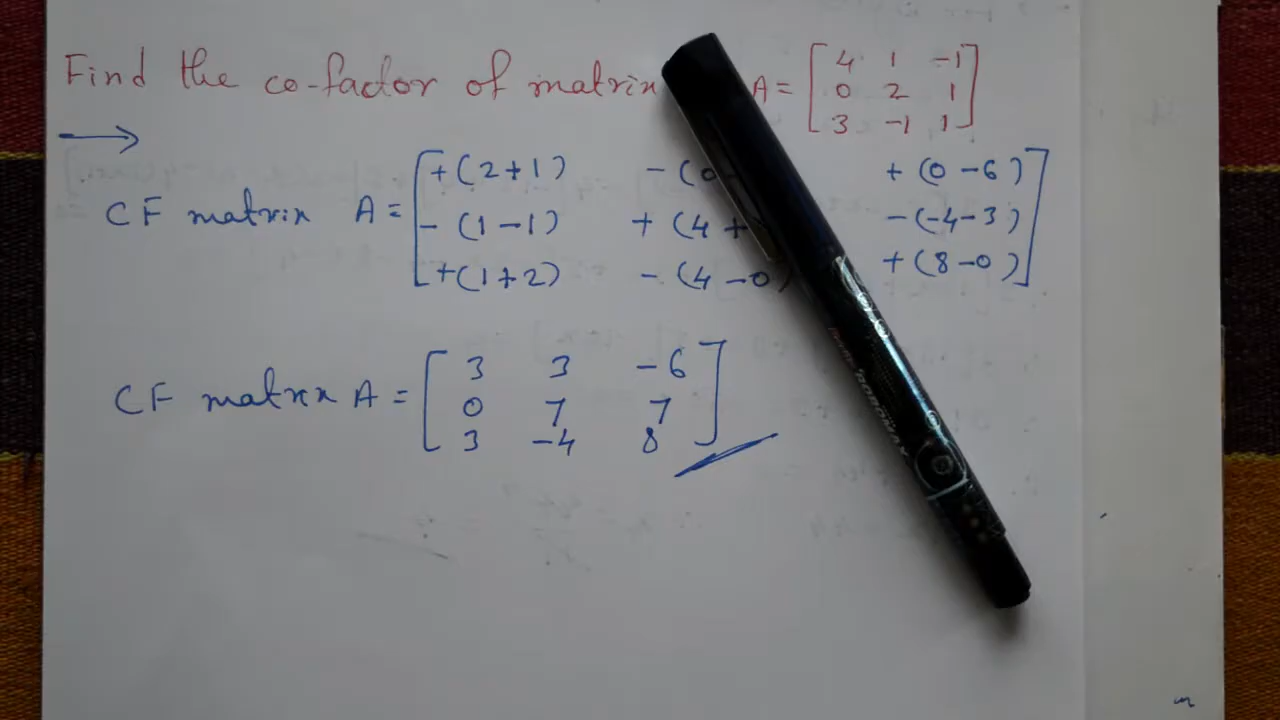 Find the co-factor of matrix A = [4 1 -1
0 2 1
3 -1 1]
CF matrix A = [+(2+1) -(0 +(0-6)
-(1-1) +(4+ -(-4-3)
+(1+2) -(4-0) +(8-0)]
CF matrix A = [3 3 -6
0 7 7
3 -4 8]
ROBOMAX